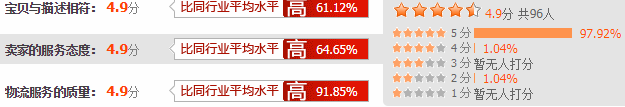 宝贝与描述相符： 4.9分 比同行业平均水平 高 61.12%
卖家的服务态度： 4.9分 比同行业平均水平 高 64.65%
物流服务的质量： 4.9分 比同行业平均水平 高 91.85%
4.9分 共96人
5分 97.92%
4分 1.04%
3分 暂无人打分
2分 1.04%
1分 暂无人打分